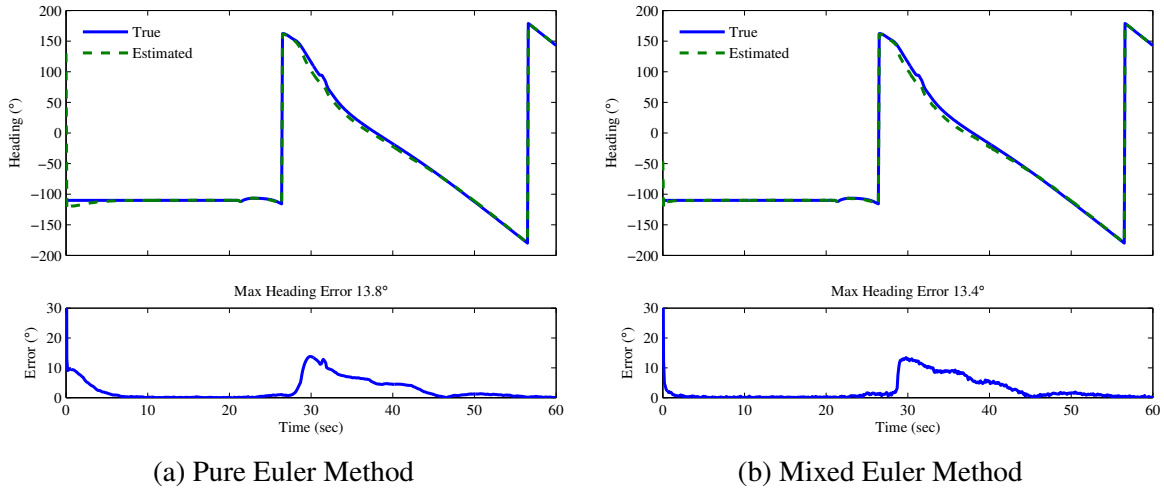 200
150
100
50
0
−50
−100
−150
−200
Heading (°)
True
Estimated
Max Heading Error 13.8°
30
20
10
0
Error (°)
0 10 20 30 40 50 60
Time (sec)
(a) Pure Euler Method
200
150
100
50
0
−50
−100
−150
−200
Heading (°)
True
Estimated
Max Heading Error 13.4°
30
20
10
0
Error (°)
0 10 20 30 40 50 60
Time (sec)
(b) Mixed Euler Method